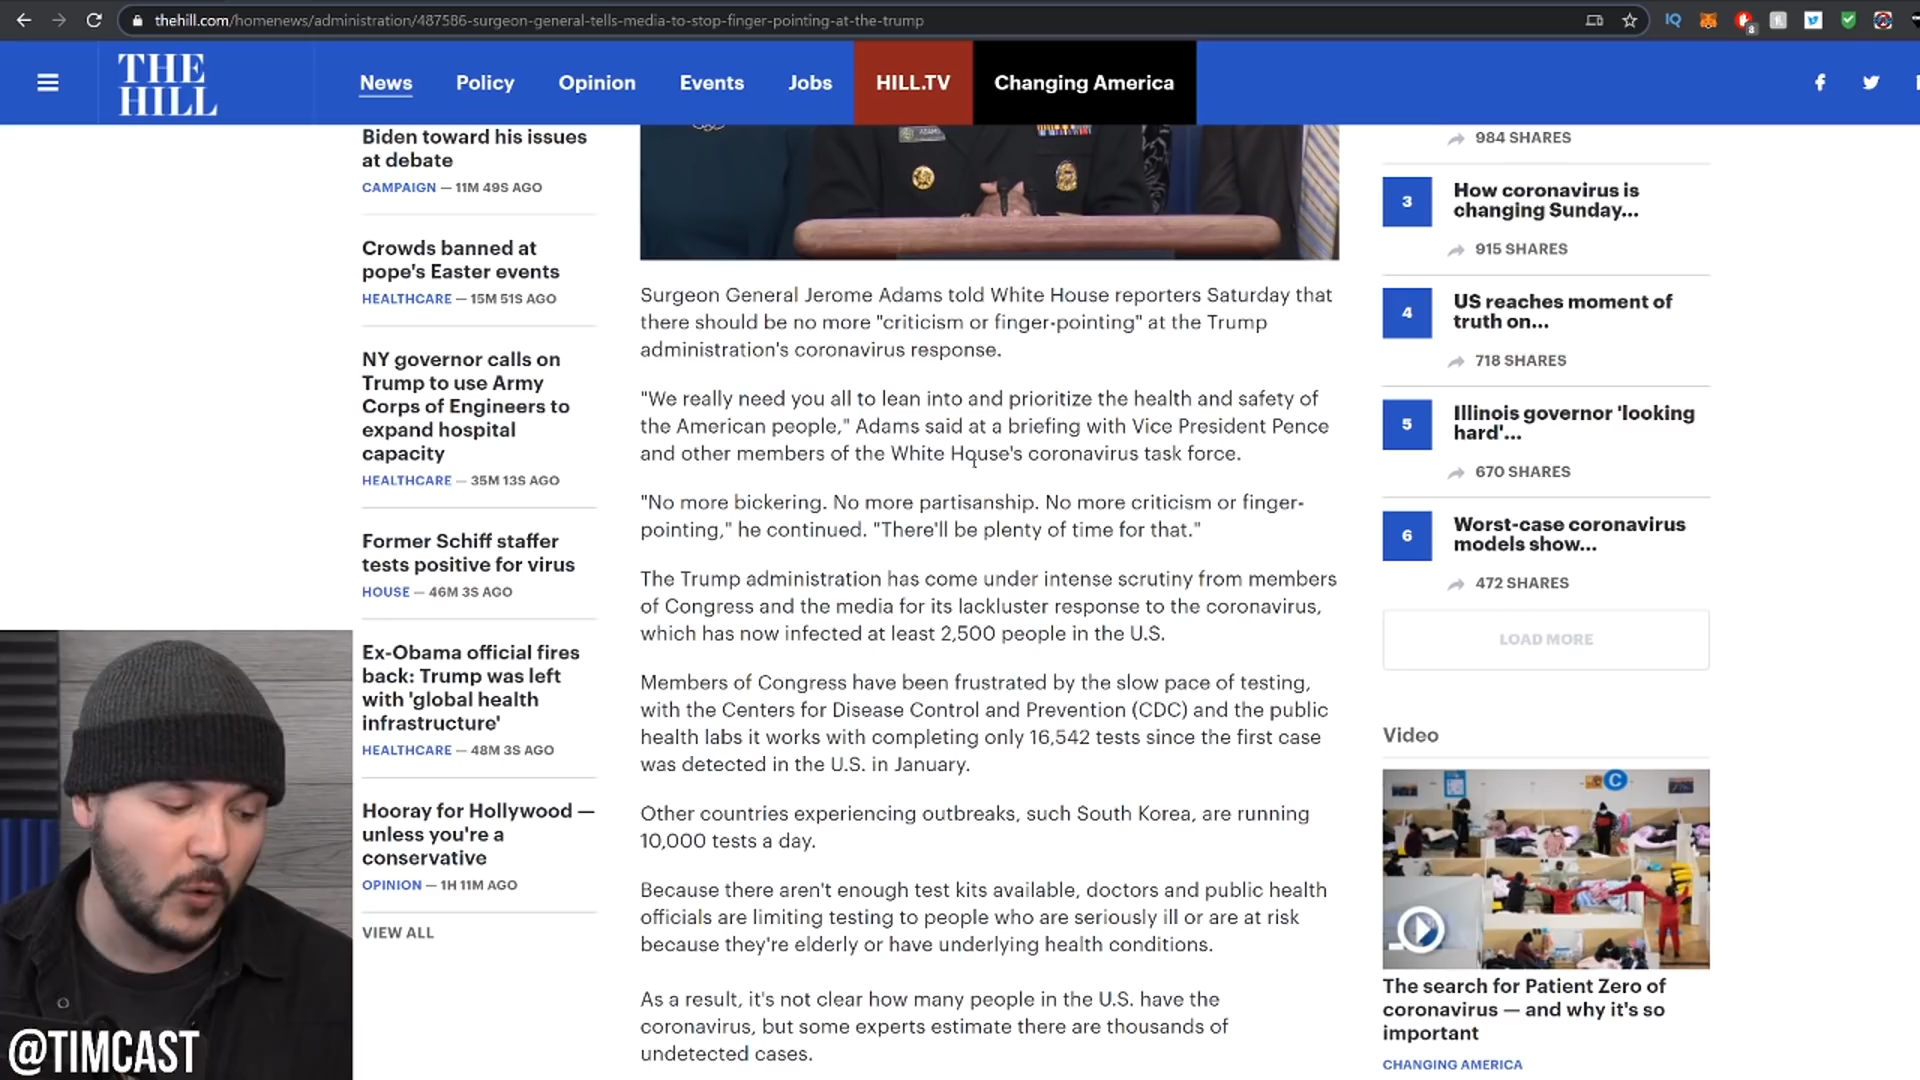 thehill.com/homenews/administration/487586-surgeon-general-tells-media-to-stop-finger-pointing-at-the-trump
THE
HILL
News
Policy
Opinion
Events
Jobs
HILL.TV
Changing America
Biden toward his issues
at debate
CAMPAIGN — 11M 49S AGO
Crowds banned at
pope's Easter events
HEALTHCARE — 15M 51S AGO
NY governor calls on
Trump to use Army
Corps of Engineers to
expand hospital
capacity
HEALTHCARE — 35M 13S AGO
Former Schiff staffer
tests positive for virus
HOUSE — 46M 3S AGO
Ex-Obama official fires
back: Trump was left
with 'global health
infrastructure'
HEALTHCARE — 48M 3S AGO
Hooray for Hollywood —
unless you're a
conservative
OPINION — 1H 11M AGO
VIEW ALL
@TIMCAST
ADAMS
Surgeon General Jerome Adams told White House reporters Saturday that
there should be no more "criticism or finger-pointing" at the Trump
administration's coronavirus response.
"We really need you all to lean into and prioritize the health and safety of
the American people," Adams said at a briefing with Vice President Pence
and other members of the White House's coronavirus task force.
"No more bickering. No more partisanship. No more criticism or finger-
pointing," he continued. "There'll be plenty of time for that."
The Trump administration has come under intense scrutiny from members
of Congress and the media for its lackluster response to the coronavirus,
which has now infected at least 2,500 people in the U.S.
Members of Congress have been frustrated by the slow pace of testing,
with the Centers for Disease Control and Prevention (CDC) and the public
health labs it works with completing only 16,542 tests since the first case
was detected in the U.S. in January.
Other countries experiencing outbreaks, such South Korea, are running
10,000 tests a day.
Because there aren't enough test kits available, doctors and public health
officials are limiting testing to people who are seriously ill or are at risk
because they're elderly or have underlying health conditions.
As a result, it's not clear how many people in the U.S. have the
coronavirus, but some experts estimate there are thousands of
undetected cases.
984 SHARES
3
How coronavirus is
changing Sunday...
915 SHARES
4
US reaches moment of
truth on...
718 SHARES
5
Illinois governor 'looking
hard'...
670 SHARES
6
Worst-case coronavirus
models show...
472 SHARES
LOAD MORE
Video
C
The search for Patient Zero of
coronavirus — and why it's so
important
CHANGING AMERICA